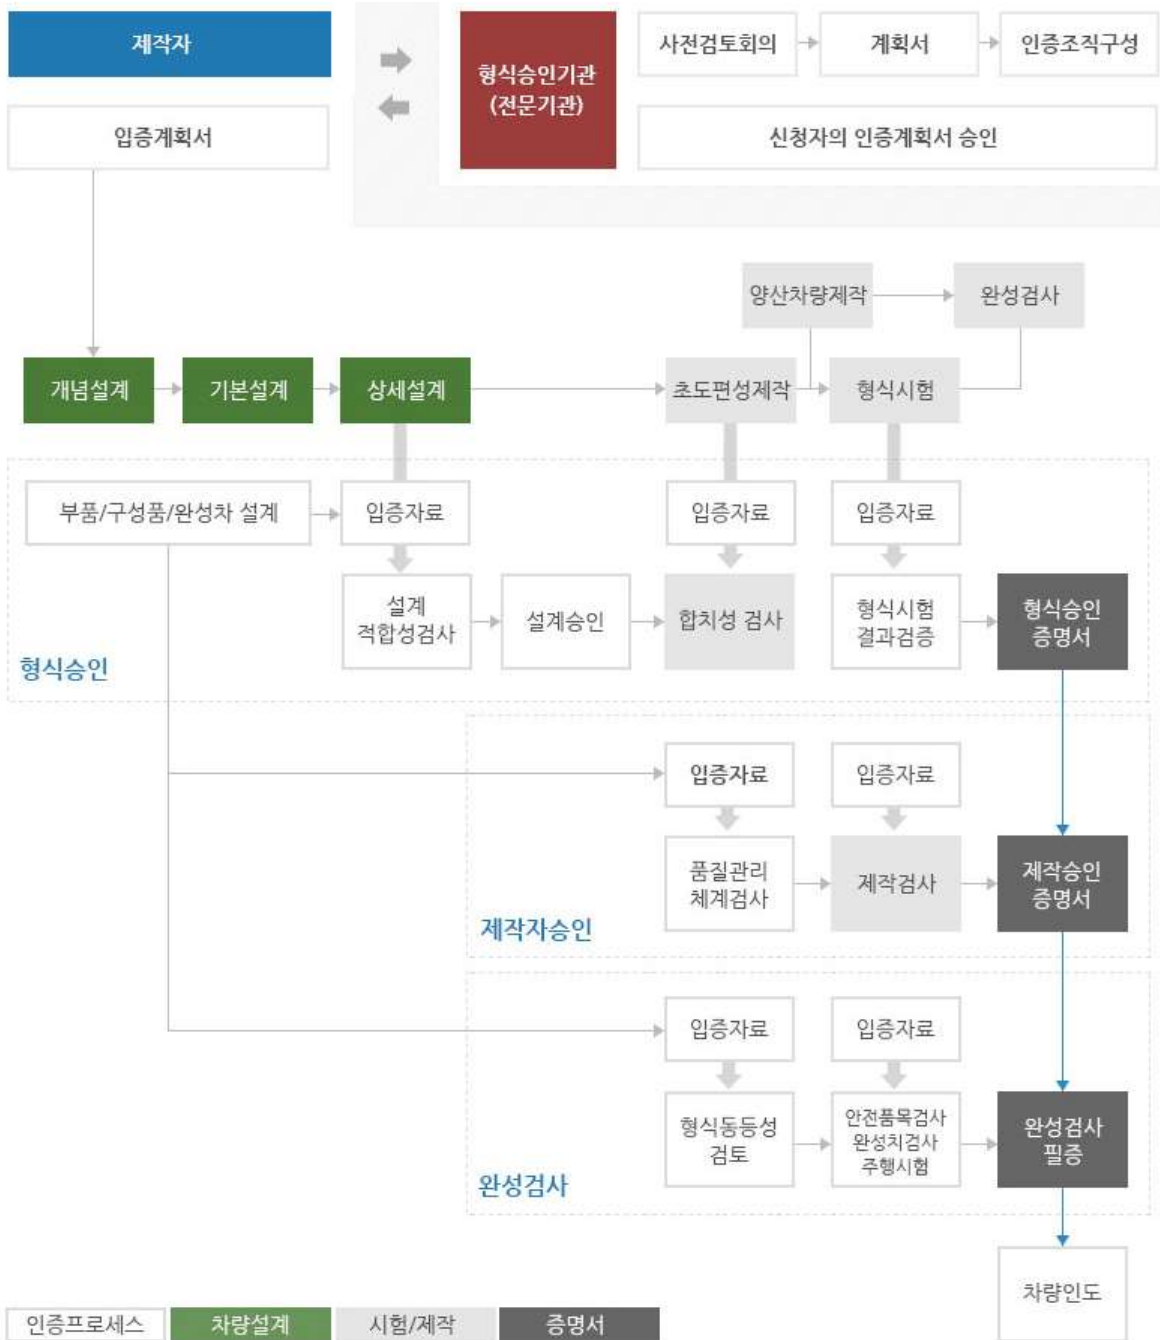 제작자
입증계획서
형식승인기관
(전문기관)
사전검토회의
계획서
인증조직구성
신청자의 인증계획서 승인
양산차량제작
완성검사
개념설계
기본설계
상세설계
초도편성제작
형식시험
부품/구성품/완성차 설계
입증자료
입증자료
입증자료
설계
적합성검사
설계승인
합치성 검사
형식시험
결과검증
형식승인
증명서
형식승인
입증자료
입증자료
품질관리
체계검사
제작검사
제작승인
증명서
제작자승인
입증자료
입증자료
형식동등성
검토
안전품목검사
완성치검사
주행시험
완성검사
필증
완성검사
차량인도
인증프로세스
차량설계
시험/제작
증명서